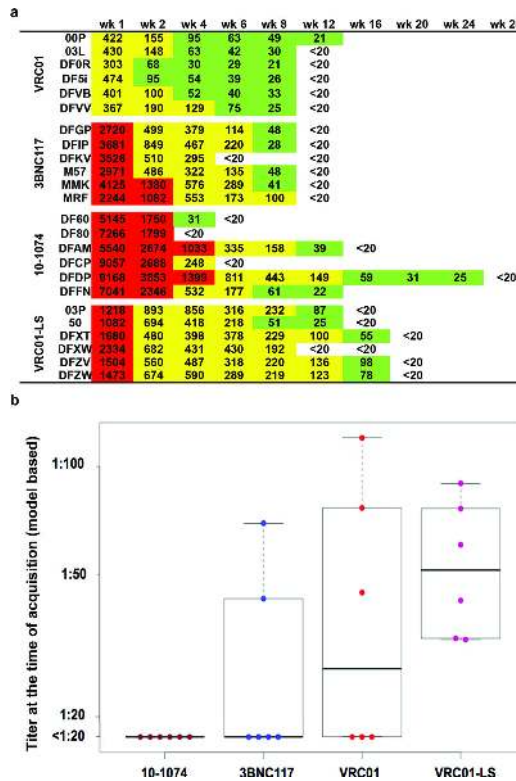 a
wk 1 wk 2 wk 4 wk 6 wk 8 wk 12 wk 16 wk 20 wk 24 wk 2
VRC01
00P 422 155 95 63 49 21
03L 430 148 63 42 30 <20
DF0R 303 68 30 29 21 <20
DF5i 474 95 54 39 26 <20
DFVB 401 100 52 40 33 <20
DFVV 367 190 129 75 25 <20
3BNC117
DFGP 2720 499 379 114 48 <20
DFIP 3681 849 467 220 28 <20
DFKV 3526 510 295 <20 <20
M57 2971 486 322 135 48 <20
MMK 4125 1380 576 289 41 <20
MRF 2244 1082 553 173 100 <20
10-1074
DF60 5145 1750 31 <20
DF80 7266 1799 <20
DFAM 5540 2674 1033 335 158 39 <20
DFCP 9057 2688 248 <20
DFDP 9168 3553 1399 811 443 149 59 31 25 <20
DFFN 7041 2346 532 177 61 22
VRC01-LS
03P 1218 893 856 316 232 87 <20
50 1082 694 418 218 51 25 <20
DFXT 1680 480 398 378 229 100 55 <20
DFXW 2334 682 431 430 192 <20 <20
DFZV 1504 560 487 318 220 136 98 <20
DFZW 1473 674 590 289 219 123 78 <20
b
Titer at the time of acquisition (model based)
1:100
1:50
1:20
<1:20
10-1074 3BNC117 VRC01 VRC01-LS